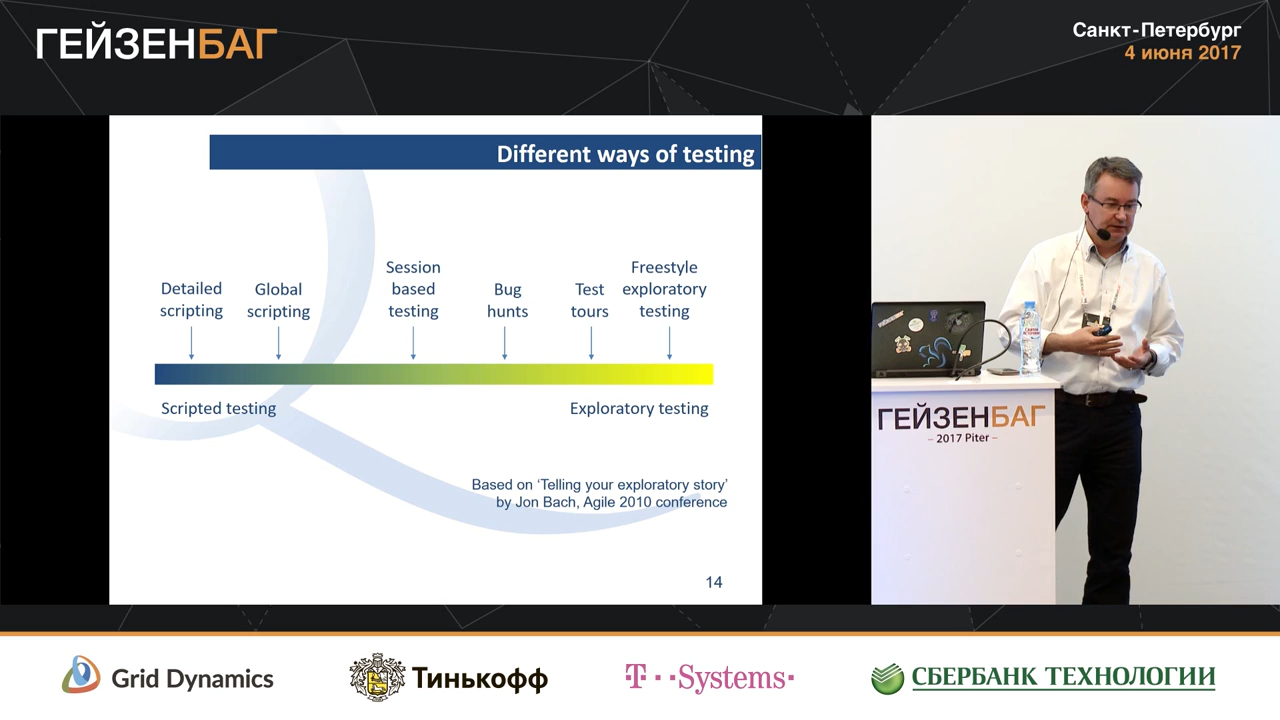 ГЕЙЗЕНБАГ
Санкт-Петербург
4 июня 2017
Different ways of testing
Detailed
scripting
Global
scripting
Session
based
testing
Bug
hunts
Test
tours
Freestyle
exploratory
testing
Scripted testing
Exploratory testing
Based on ‘Telling your exploratory story’
by Jon Bach, Agile 2010 conference
14
ГЕЙЗЕНБАГ
– 2017 Piter –
Grid Dynamics
Тинькофф
T · · Systems ·
СБЕРБАНК ТЕХНОЛОГИИ